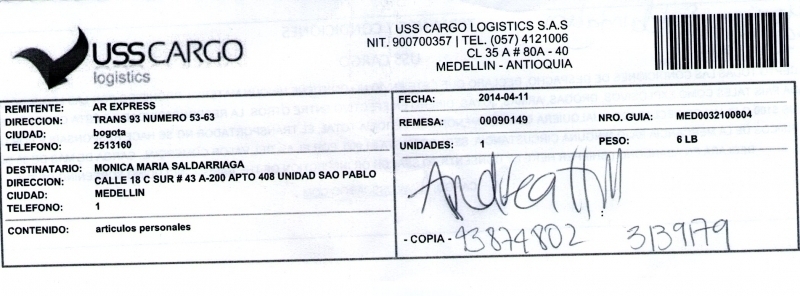 USSCARGO
logistics
USS CARGO LOGISTICS S.A.S
NIT. 900700357 | TEL. (057) 4121006
CL 35 A # 80A - 40
MEDELLIN - ANTIOQUIA
REMITENTE: AR EXPRESS
DIRECCION: TRANS 93 NUMERO 53-63
CIUDAD: bogota
TELEFONO: 2513160
DESTINATARIO: MONICA MARIA SALDARRIAGA
DIRECCION: CALLE 18 C SUR # 43 A-200 APTO 408 UNIDAD SAO PABLO
CIUDAD: MEDELLIN
TELEFONO: 1
CONTENIDO: articulos personales
FECHA: 2014-04-11
REMESA: 00090149 NRO. GUIA: MED0032100804
UNIDADES: 1 PESO: 6 LB
Andrea H M
- COPIA - 43874802 3139179